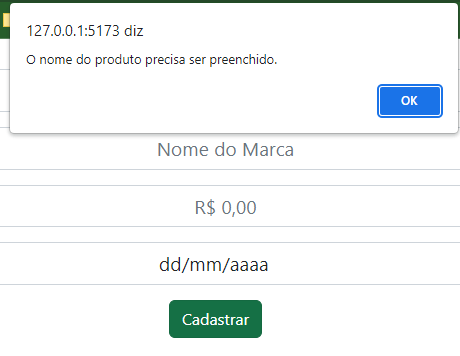 127.0.0.1:5173 diz
O nome do produto precisa ser preenchido.
OK
Nome do Marca
R$ 0,00
dd/mm/aaaa
Cadastrar